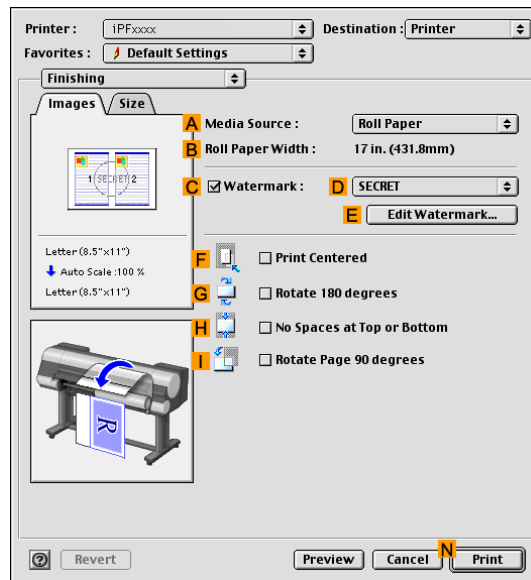 Printer : iPFxxxx Destination : Printer
Favorites : Default Settings
Finishing
Images Size
A Media Source : Roll Paper
B Roll Paper Width : 17 in. (431.8mm)
C Watermark : D SECRET
E Edit Watermark...
1 SECRET 2
Letter(8.5"x11")
Auto Scale :100 %
Letter(8.5"x11")
F Print Centered
G Rotate 180 degrees
H No Spaces at Top or Bottom
I Rotate Page 90 degrees
R
? Revert Preview Cancel N Print